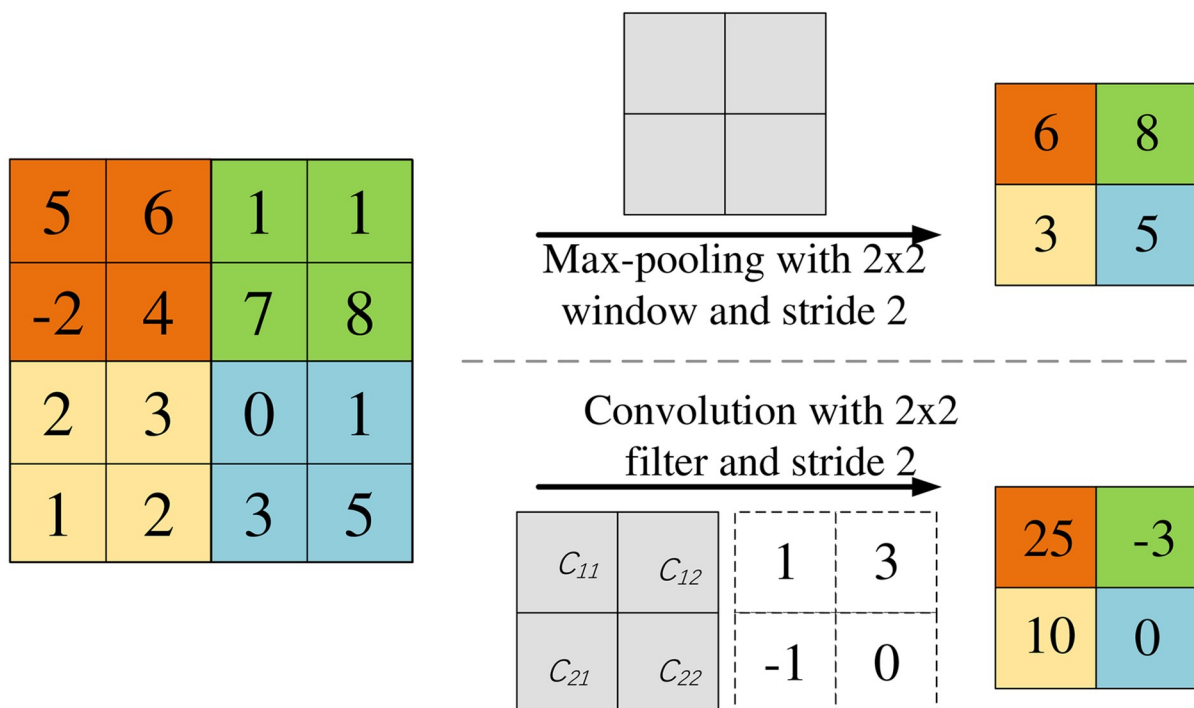 5 6 1 1
-2 4 7 8
2 3 0 1
1 2 3 5
Max-pooling with 2x2
window and stride 2
6 8
3 5
Convolution with 2x2
filter and stride 2
C11 C12
C21 C22
1 3
-1 0
25 -3
10 0